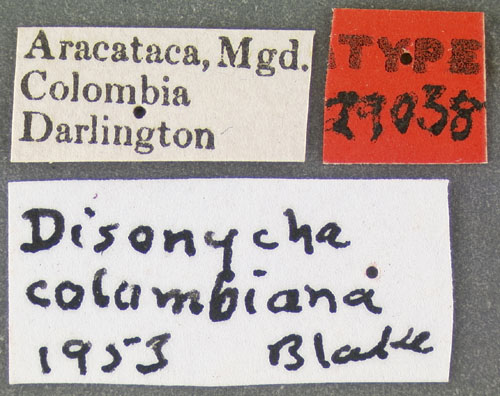 Aracataca, Mgd.
Colombia
Darlington
TYPE
29038
Disonycha
columbiana
1953 Blake